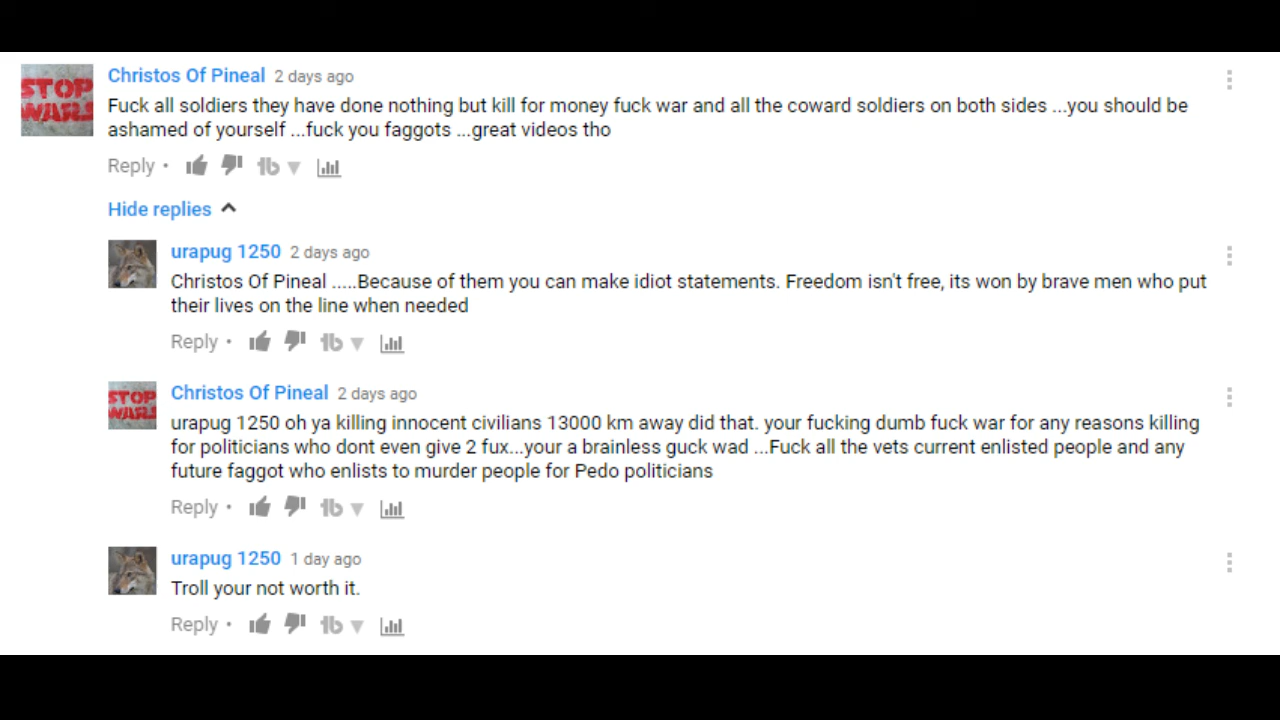 STOP
WARS
Christos Of Pineal 2 days ago
Fuck all soldiers they have done nothing but kill for money fuck war and all the coward soldiers on both sides ...you should be
ashamed of yourself ...fuck you faggots ...great videos tho
Reply •
Hide replies
urapug 1250 2 days ago
Christos Of Pineal .....Because of them you can make idiot statements. Freedom isn't free, its won by brave men who put
their lives on the line when needed
Reply •
STOP
WARS
Christos Of Pineal 2 days ago
urapug 1250 oh ya killing innocent civilians 13000 km away did that. your fucking dumb fuck war for any reasons killing
for politicians who dont even give 2 fux...your a brainless guck wad ...Fuck all the vets current enlisted people and any
future faggot who enlists to murder people for Pedo politicians
Reply •
urapug 1250 1 day ago
Troll your not worth it.
Reply •